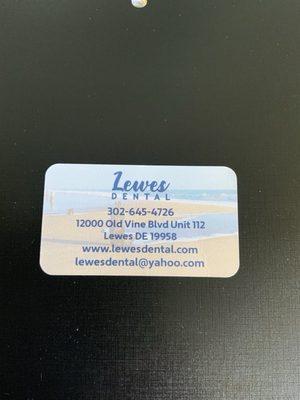 Lewes
DENTAL
302-645-4726
12000 Old Vine Blvd Unit 112
Lewes DE 19958
www.lewesdental.com
lewesdental@yahoo.com